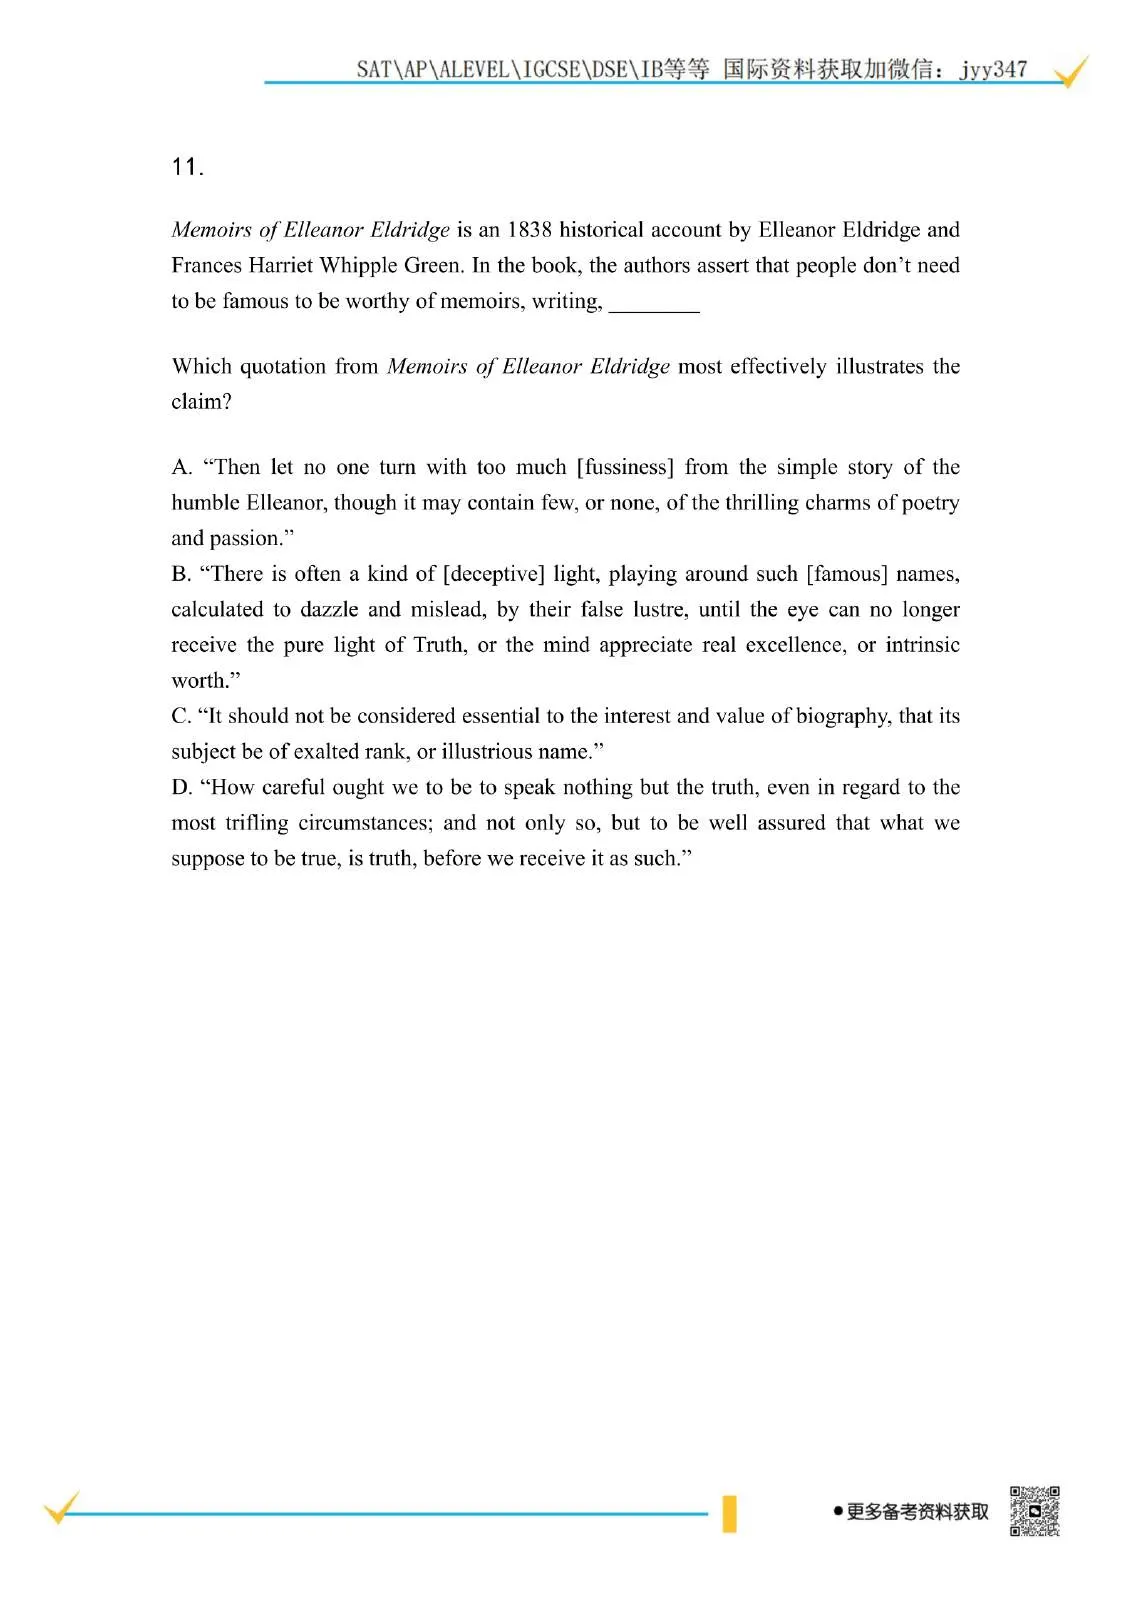 SAT\AP\ALEVEL\IGCSE\DSE\IB等等 国际资料获取加微信：jyy347
11.
Memoirs of Elleanor Eldridge is an 1838 historical account by Elleanor Eldridge and
Frances Harriet Whipple Green. In the book, the authors assert that people don’t need
to be famous to be worthy of memoirs, writing, ________
Which quotation from Memoirs of Elleanor Eldridge most effectively illustrates the
claim?
A. “Then let no one turn with too much [fussiness] from the simple story of the
humble Elleanor, though it may contain few, or none, of the thrilling charms of poetry
and passion.”
B. “There is often a kind of [deceptive] light, playing around such [famous] names,
calculated to dazzle and mislead, by their false lustre, until the eye can no longer
receive the pure light of Truth, or the mind appreciate real excellence, or intrinsic
worth.”
C. “It should not be considered essential to the interest and value of biography, that its
subject be of exalted rank, or illustrious name.”
D. “How careful ought we to be to speak nothing but the truth, even in regard to the
most trifling circumstances; and not only so, but to be well assured that what we
suppose to be true, is truth, before we receive it as such.”
●更多备考资料获取